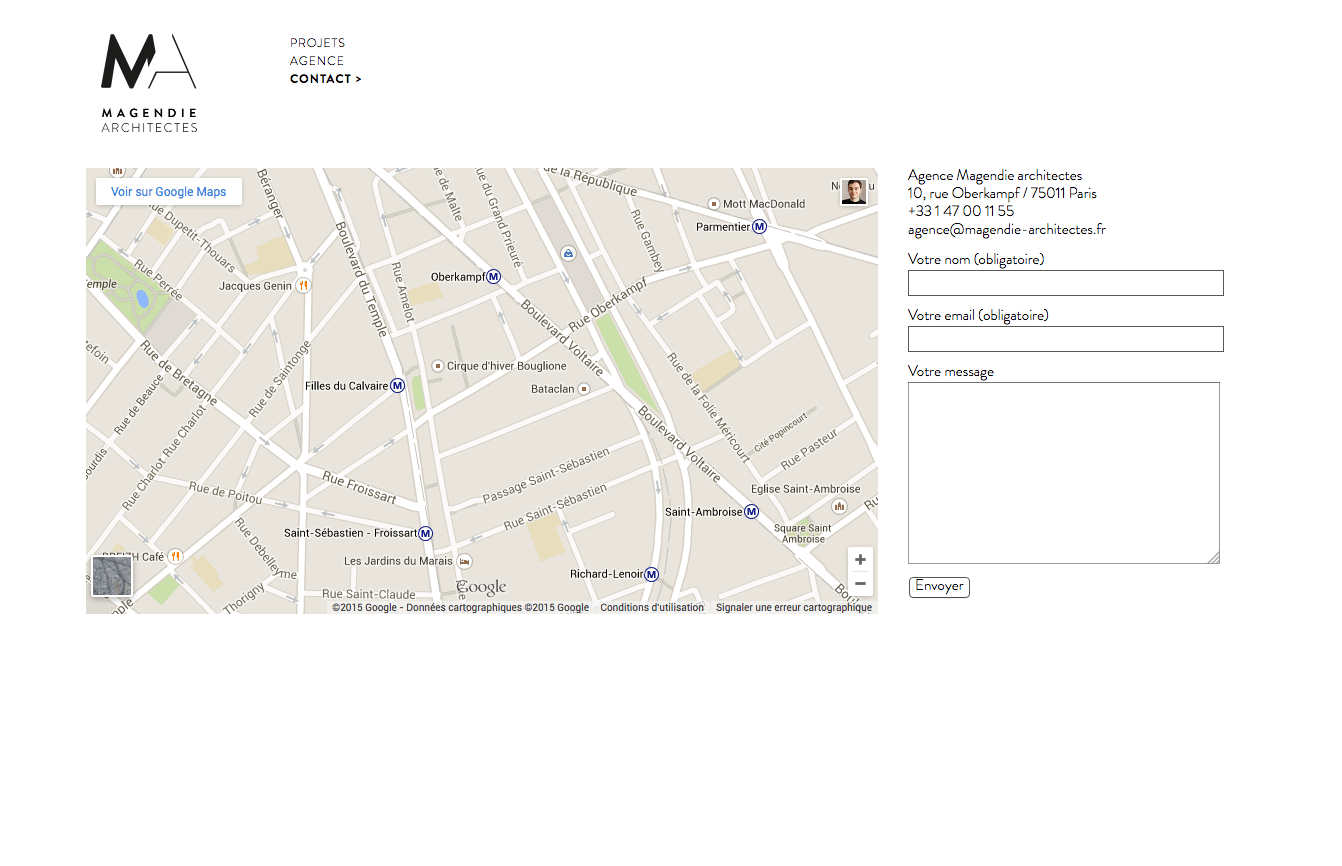 MA
MAGENDIE
ARCHITECTES
PROJETS
AGENCE
CONTACT >
Voir sur Google Maps
Béranger
Rue Dupetit-Thouars
Rue Perrée
Temple
Jacques Genin
Boulevard du Temple
Rue Amelot
de Malte
Rue du Grand Prieuré
de la République
Rue Gambey
Mott MacDonald
Parmentier
M
Oberkampf
M
Rue Oberkampf
Boulevard Voltaire
Rue de Bretagne
Rue de Saintonge
Rue de Beauce
Rue Charlot
Rue Charlot
Cirque d'hiver Bouglione
Filles du Calvaire
M
Bataclan
Rue de la Folie Méricourt
Boulevard Voltaire
Cité Popincourt
Rue Pasteur
Rue Froissart
Passage Saint-Sébastien
Rue Saint-Sébastien
Rue de Poitou
Rue Debelleyme
Eglise Saint-Ambroise
Saint-Ambroise
M
Square Saint
Ambroise
Saint-Sébastien - Froissart
M
Café
Les Jardins du Marais
Richard-Lenoir
M
Thorigny
Rue Saint-Claude
Google
+
−
©2015 Google - Données cartographiques ©2015 Google
Conditions d'utilisation
Signaler une erreur cartographique
Agence Magendie architectes
10, rue Oberkampf / 75011 Paris
+33 1 47 00 11 55
agence@magendie-architectes.fr
Votre nom (obligatoire)
Votre email (obligatoire)
Votre message
Envoyer